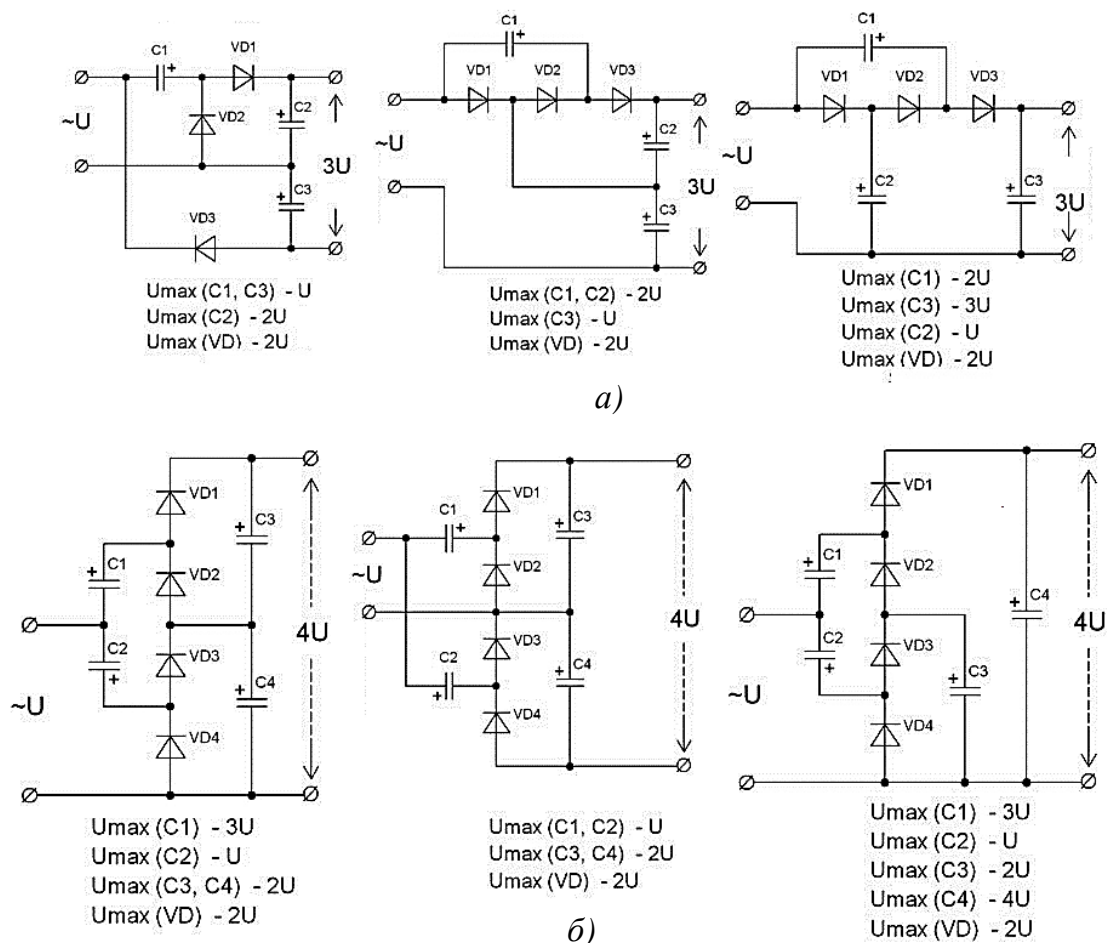 C1
VD1
VD2
C2
C3
VD3
~U
3U
Umax (C1, C3) - U
Umax (C2) - 2U
Umax (VD) - 2U
C1
VD1
VD2
VD3
C2
C3
~U
3U
Umax (C1, C2) - 2U
Umax (C3) - U
Umax (VD) - 2U
C1
VD1
VD2
VD3
C2
C3
~U
3U
Umax (C1) - 2U
Umax (C3) - 3U
Umax (C2) - U
Umax (VD) - 2U
а)
VD1
C3
C1
VD2
C2
VD3
C4
VD4
~U
4U
Umax (C1) - 3U
Umax (C2) - U
Umax (C3, C4) - 2U
Umax (VD) - 2U
VD1
C1
C3
VD2
~U
VD3
C2
C4
VD4
4U
Umax (C1, C2) - U
Umax (C3, C4) - 2U
Umax (VD) - 2U
VD1
C1
VD2
C4
C2
VD3
C3
VD4
~U
4U
Umax (C1) - 3U
Umax (C2) - U
Umax (C3) - 2U
Umax (C4) - 4U
Umax (VD) - 2U
б)